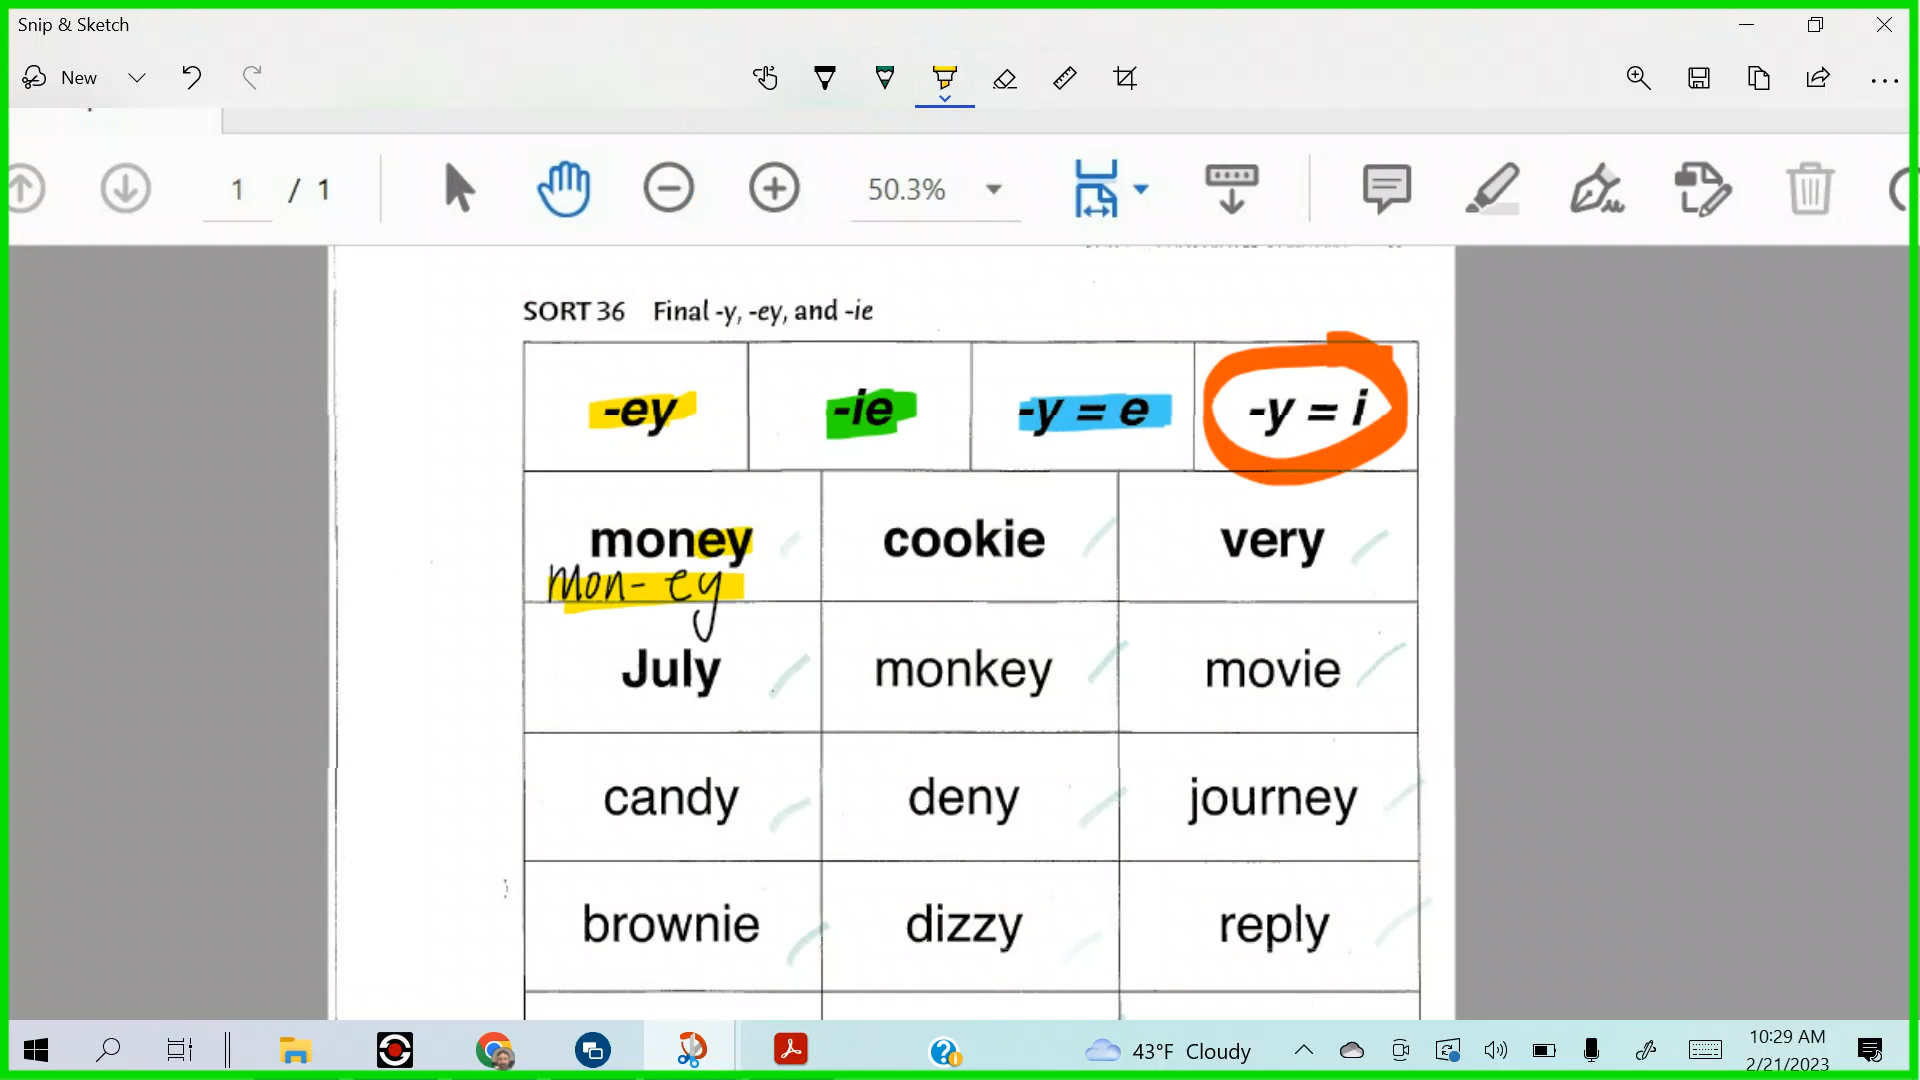 Snip & Sketch
New
1 / 1 50.3%
SORT 36 Final -y, -ey, and -ie
-ey -ie -y = e -y = i
money cookie very
mon-ey
July monkey movie
candy deny journey
brownie dizzy reply
43°F Cloudy
10:29 AM
2/21/2023